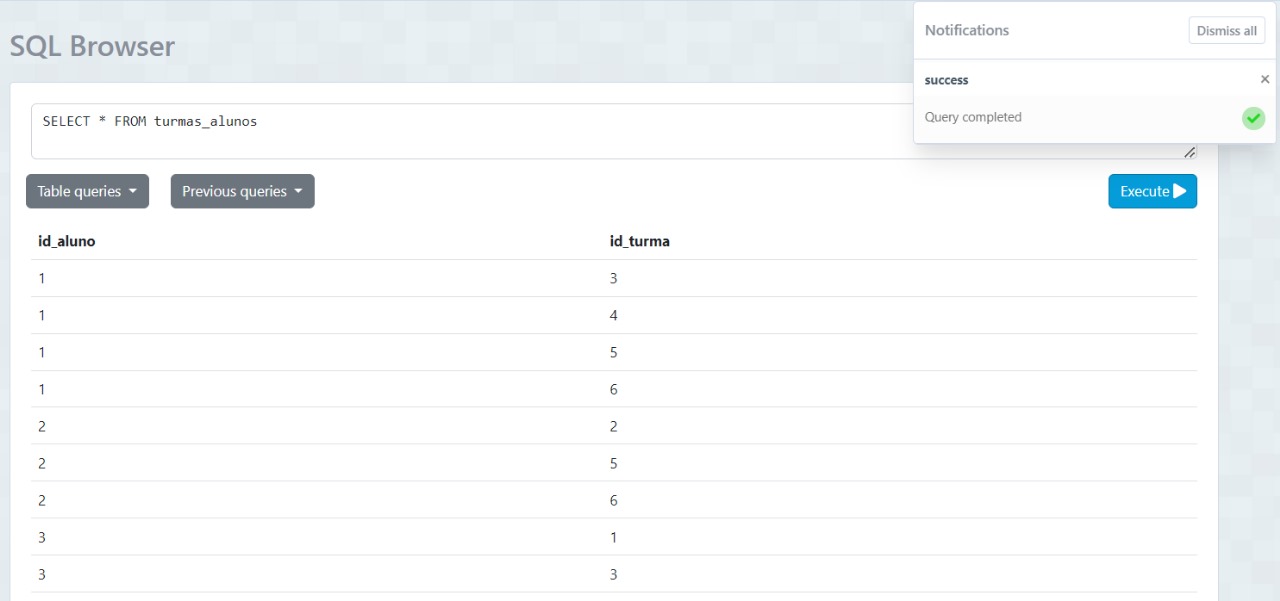 SQL Browser
Notifications
Dismiss all
success
×
Query completed
SELECT * FROM turmas_alunos
Table queries
Previous queries
Execute
id_aluno id_turma
1 3
1 4
1 5
1 6
2 2
2 5
2 6
3 1
3 3